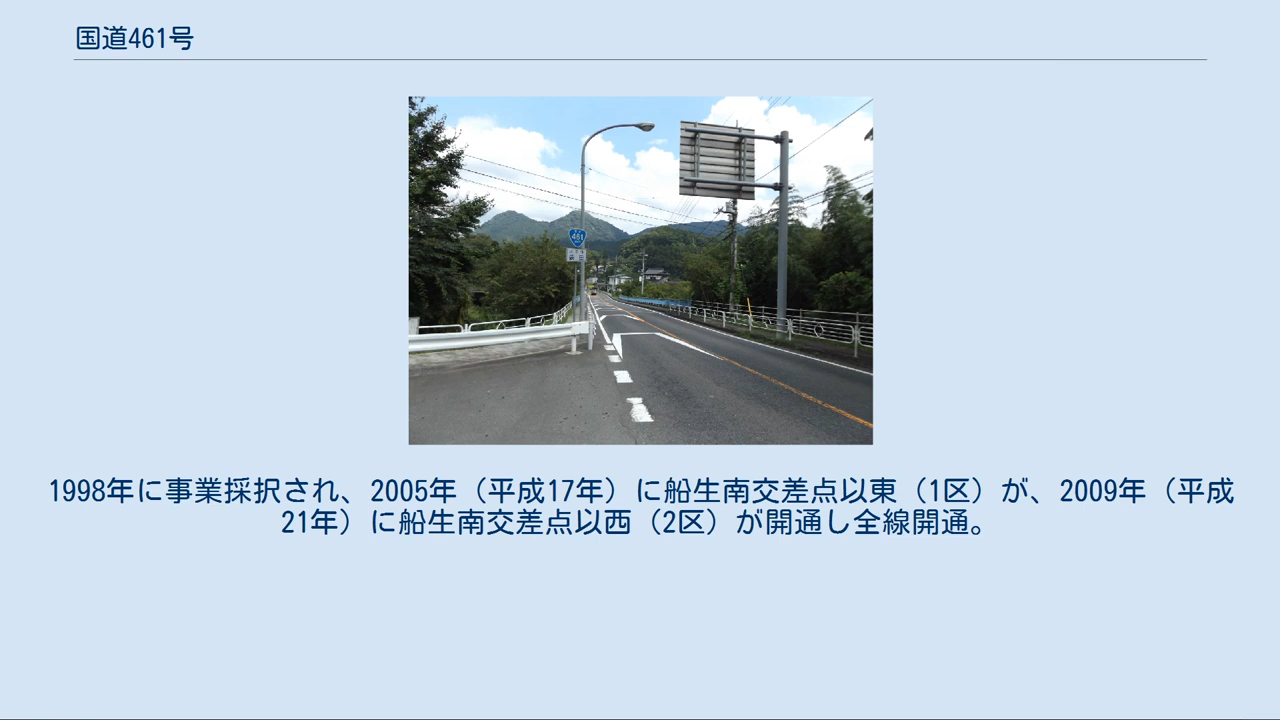 国道461号
461
1998年に事業採択され、2005年（平成17年）に船生南交差点以東（1区）が、2009年（平成
21年）に船生南交差点以西（2区）が開通し全線開通。